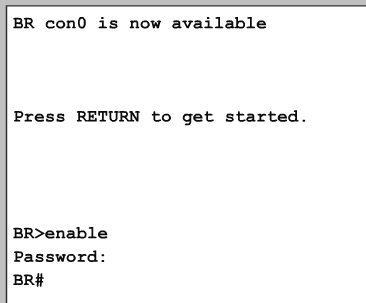 BR con0 is now available
Press RETURN to get started.
BR>enable
Password:
BR#